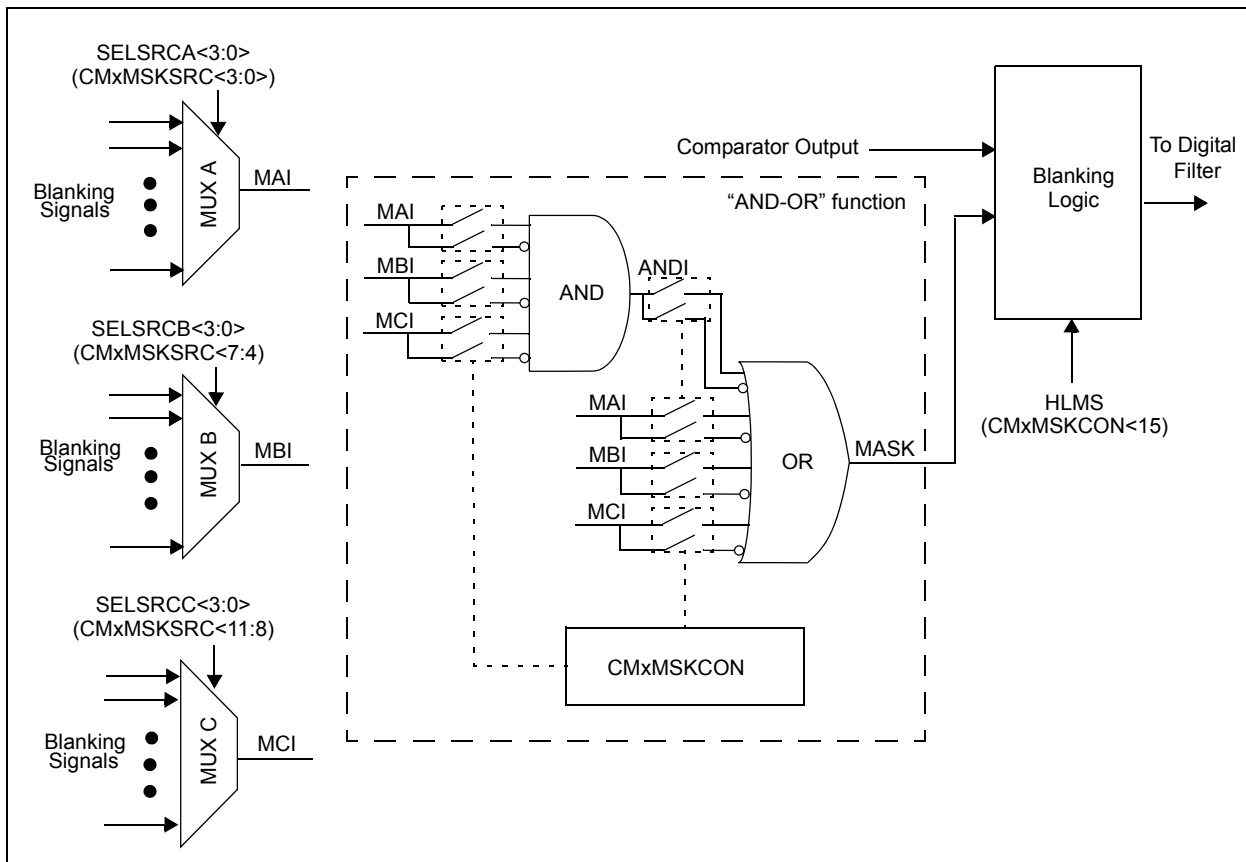 SELSRCA<3:0>
(CMxMSKSRC<3:0>)
MUX A
MAI
Blanking
Signals
SELSRCB<3:0>
(CMxMSKSRC<7:4)
MUX B
MBI
Blanking
Signals
SELSRCC<3:0>
(CMxMSKSRC<11:8)
MUX C
MCI
Blanking
Signals
“AND-OR” function
MAI
MBI
MCI
AND
ANDI
MAI
MBI
MCI
OR
MASK
CMxMSKCON
Comparator Output
Blanking
Logic
To Digital
Filter
HLMS
(CMxMSKCON<15)